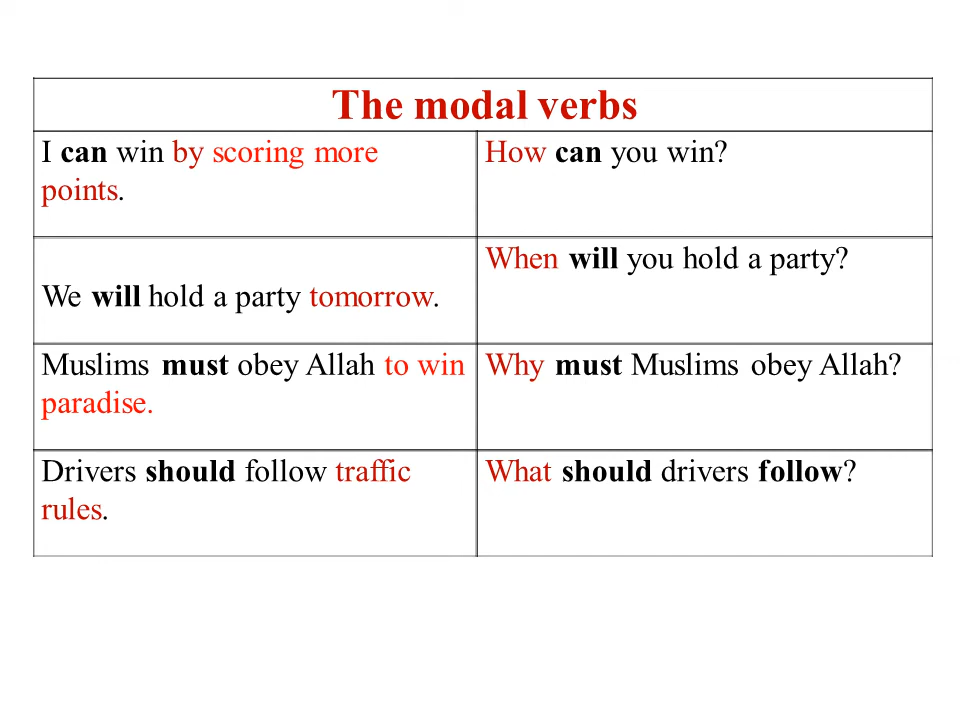 The modal verbs
I can win by scoring more
points.
How can you win?
We will hold a party tomorrow.
When will you hold a party?
Muslims must obey Allah to win
paradise.
Why must Muslims obey Allah?
Drivers should follow traffic
rules.
What should drivers follow?